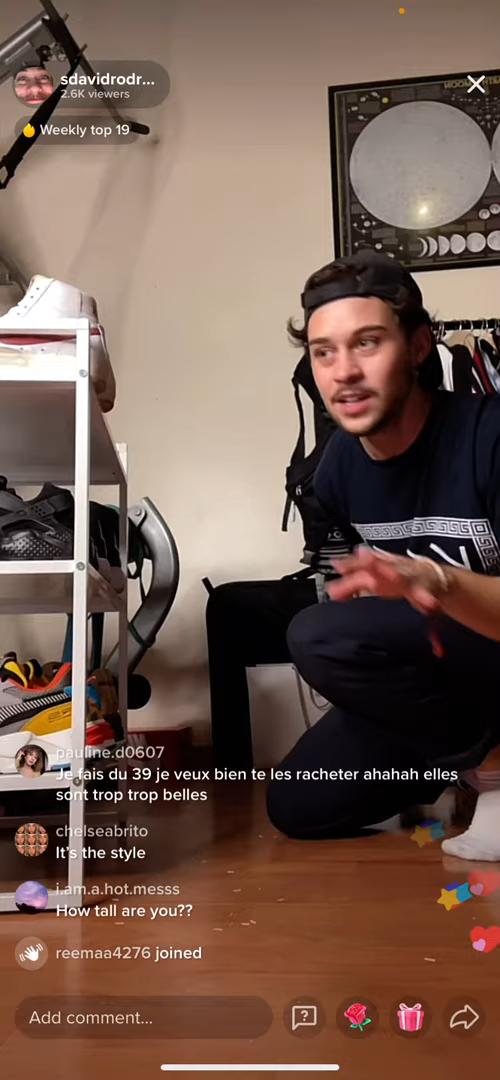 sdavidrodr...
2.6K viewers
Weekly top 19
pauline.d0607
Je fais du 39 je veux bien te les racheter ahahah elles
sont trop trop belles
chelseabrito
It's the style
i.am.a.hot.messs
How tall are you??
reemaa4276 joined
Add comment...